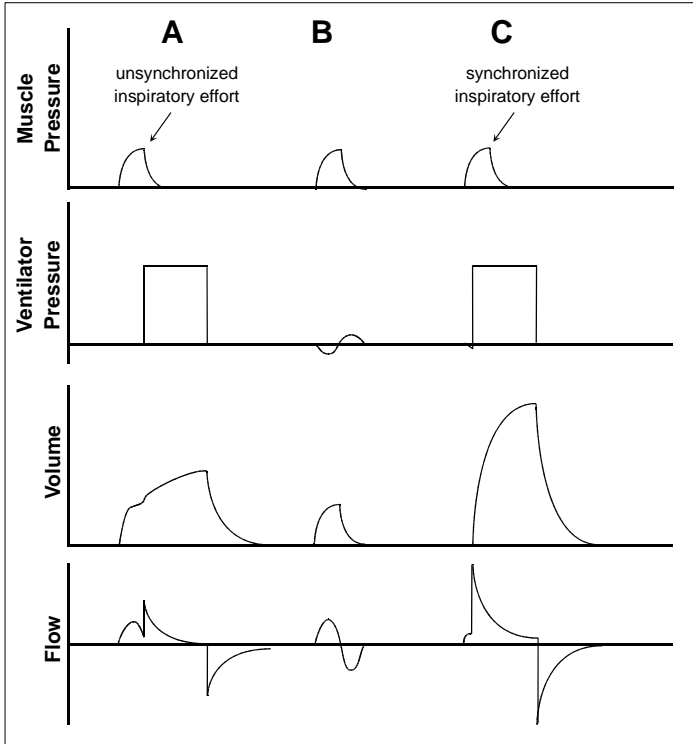 A
B
C
unsynchronized
inspiratory effort
synchronized
inspiratory effort
Muscle
Pressure
Ventilator
Pressure
Volume
Flow